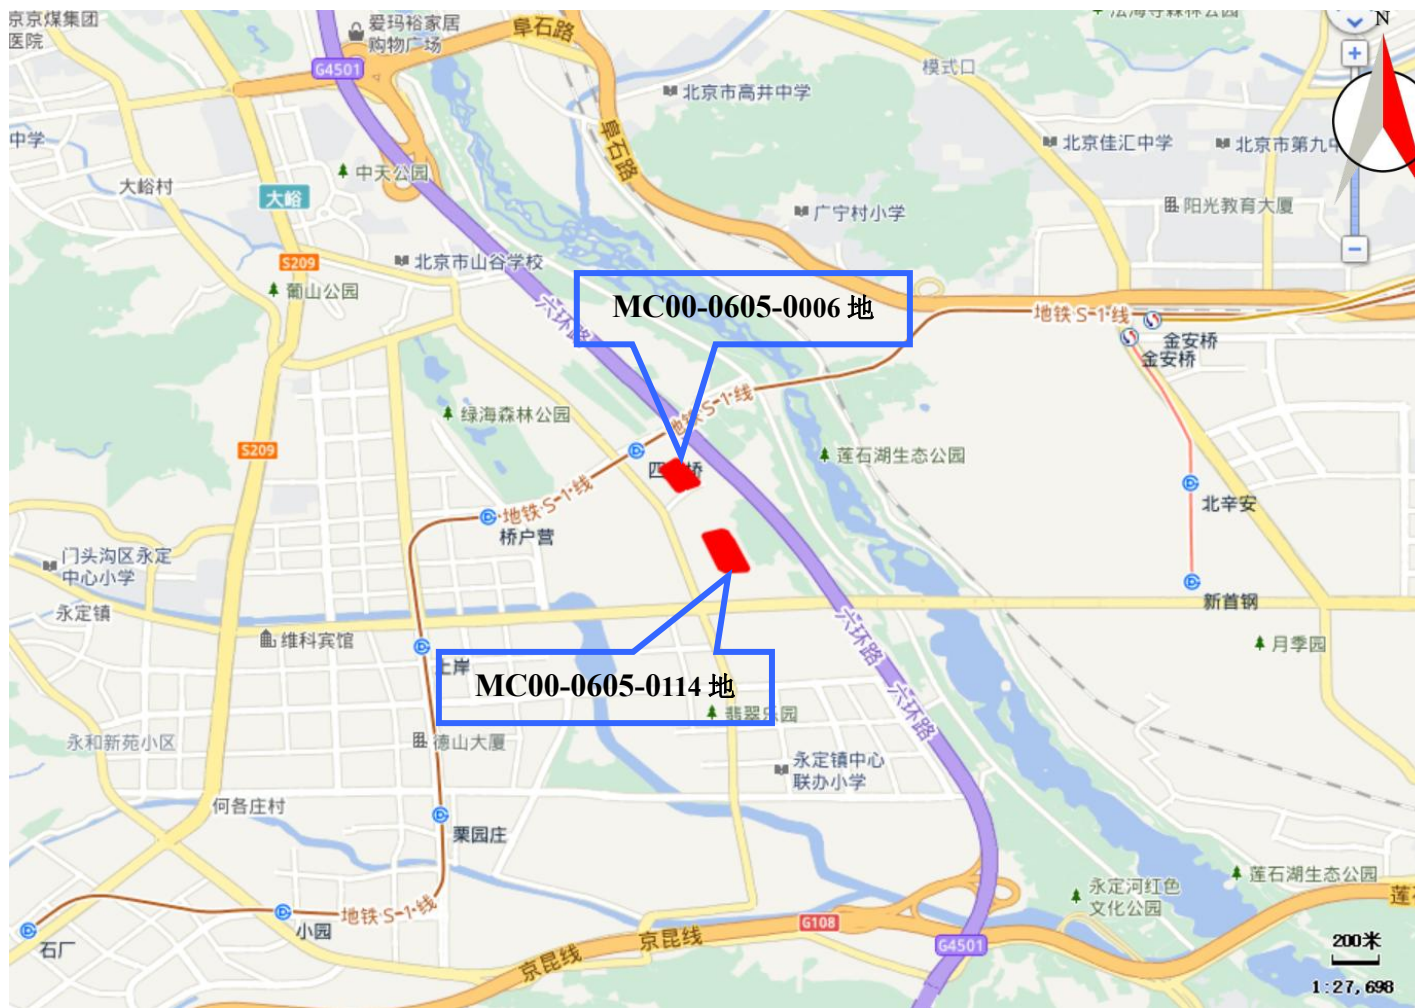 京京煤集团
医院
爱玛裕家居
购物广场
阜石路
G4501
模式口
N
北京市高井中学
阜石路
中学
北京佳汇中学
北京市第九中
中天公园
大峪村
大峪
阳光教育大厦
广宁村小学
S209
北京市山谷学校
葡山公园
六环路
MC00-0605-0006 地
地铁S-1线
金安桥
金安桥
地铁S-1线
绿海森林公园
S209
莲石湖生态公园
四
桥
地铁S-1线
北辛安
桥户营
门头沟区永定
中心小学
新首钢
永定镇
维科宾馆
六环路
月季园
上岸
MC00-0605-0114 地
六环路
翡翠乐园
永和新苑小区
德山大厦
永定镇中心
联办小学
何各庄村
栗园庄
莲石湖生态公园
永定河红色
文化公园
莲
地铁S-1线
小园
G108
石厂
京昆线
京昆线
G4501
200米
1:27,698